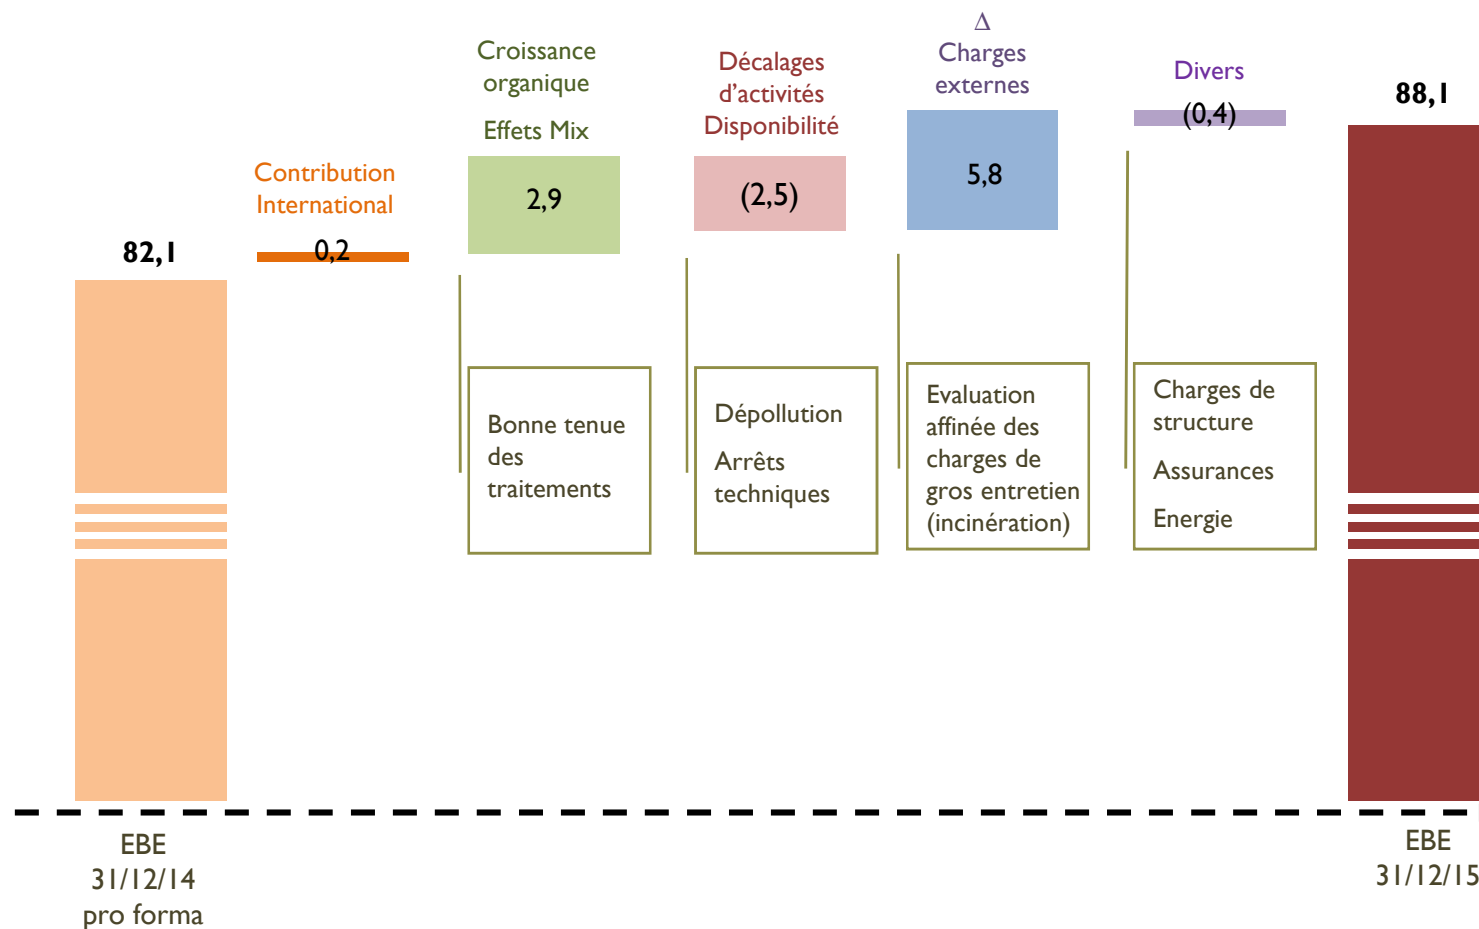 82,1
EBE
31/12/14
pro forma
Contribution
International
0,2
Croissance
organique
Effets Mix
2,9
Bonne tenue
des
traitements
Décalages
d'activités
Disponibilité
(2,5)
Dépollution
Arrêts
techniques
Δ
Charges
externes
5,8
Evaluation
affinée des
charges de
gros entretien
(incinération)
Divers
(0,4)
Charges de
structure
Assurances
Energie
88,1
EBE
31/12/15